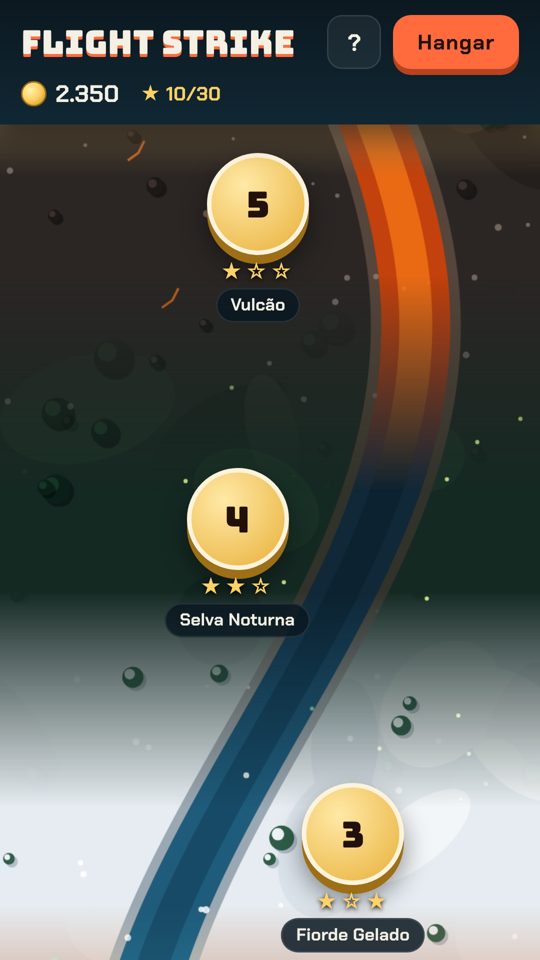 FLIGHT STRIKE
?
Hangar
2.350
★ 10/30
5
★ ☆ ☆
Vulcão
4
★ ★ ☆
Selva Noturna
3
★ ☆ ★
Fiorde Gelado